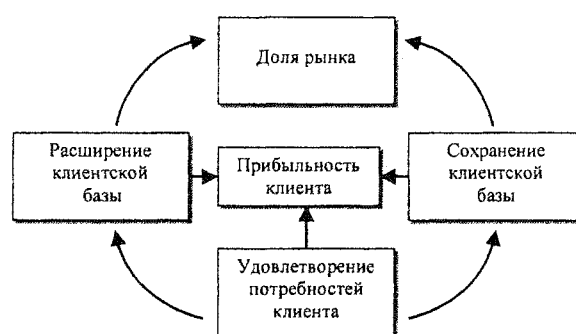 Доля рынка
Расширение
клиентской
базы
Прибыльность
клиента
Сохранение
клиентской
базы
Удовлетворение
потребностей
клиента